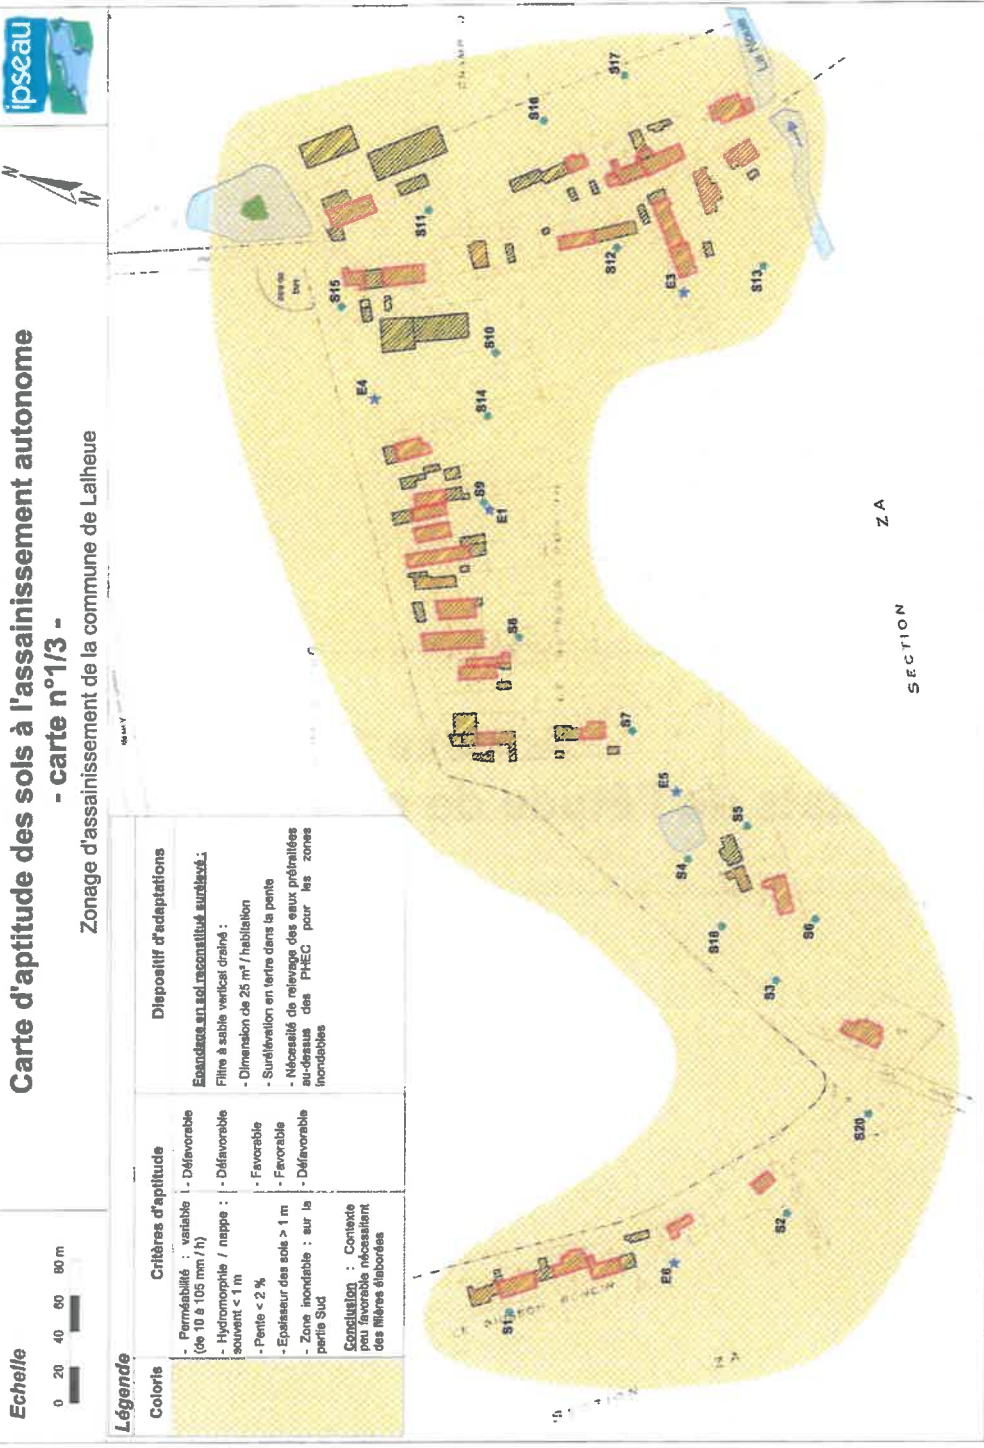 Carte d'aptitude des sols à l'assainissement autonome
- carte n°1/3 -
Zonage d'assainissement de la commune de Lalheue
ipseau
N
N
Echelle
0 20 40 60 80 m
Légende
Coloris
Critères d'aptitude
Dispositif d'adaptations
- Perméabilité : variable
(de 10 à 105 mm / h)
- Défavorable
- Hydromorphie / nappe :
souvent < 1 m
- Défavorable
- Pente < 2 %
- Favorable
- Epaisseur des sols > 1 m
- Favorable
- Zone inondable : sur la
partie Sud
- Défavorable
Conclusion : Contexte
peu favorable nécessitant
des filières élaborées
Epandage en sol reconstitué surélevé :
Filtre à sable vertical drainé :
- Dimension de 25 m² / habitation
- Surélévation en tertre dans la pente
- Nécessité de relevage des eaux prétraitées
au-dessus des PHEC pour les zones
inondables
S17
S16
La Noue
S11
S15
S12
E3
S13
S10
E4
S14
S9
E1
S8
S7
E5
S5
S4
S18
S6
S3
S20
S2
E6
S1
SECTION
ZA
SECTION
ZA